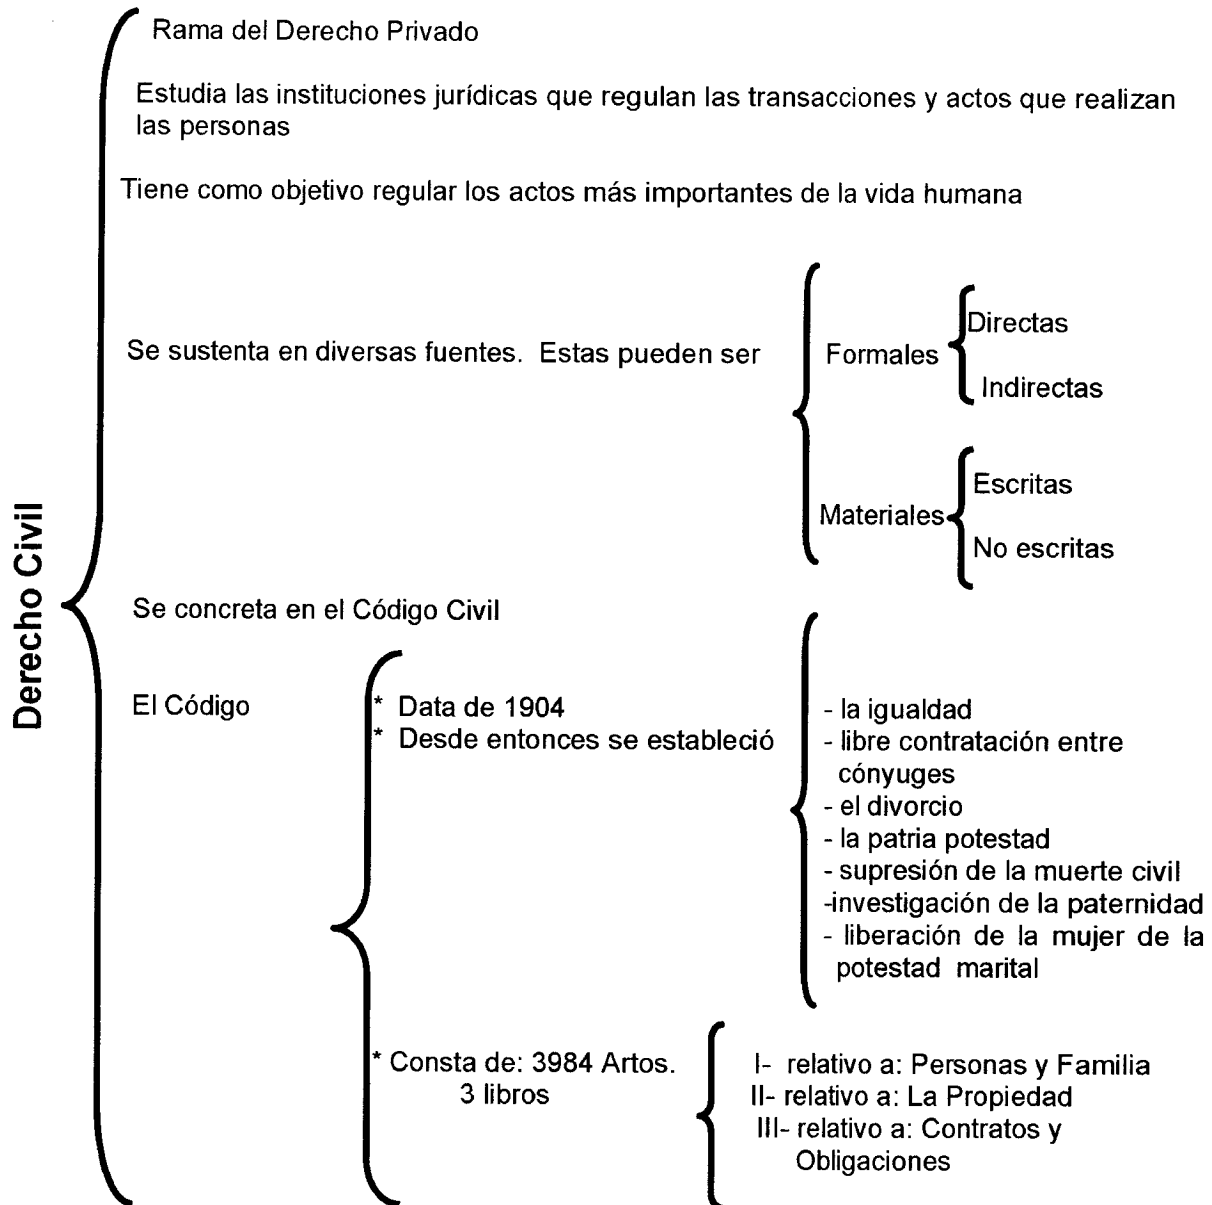 Derecho Civil
Rama del Derecho Privado
Estudia las instituciones jurídicas que regulan las transacciones y actos que realizan
las personas
Tiene como objetivo regular los actos más importantes de la vida humana
Se sustenta en diversas fuentes. Estas pueden ser
Formales
Directas
Indirectas
Materiales
Escritas
No escritas
Se concreta en el Código Civil
El Código
* Data de 1904
* Desde entonces se estableció
- la igualdad
- libre contratación entre
cónyuges
- el divorcio
- la patria potestad
- supresión de la muerte civil
-investigación de la paternidad
- liberación de la mujer de la
potestad marital
* Consta de: 3984 Artos.
3 libros
I- relativo a: Personas y Familia
II- relativo a: La Propiedad
III- relativo a: Contratos y
Obligaciones